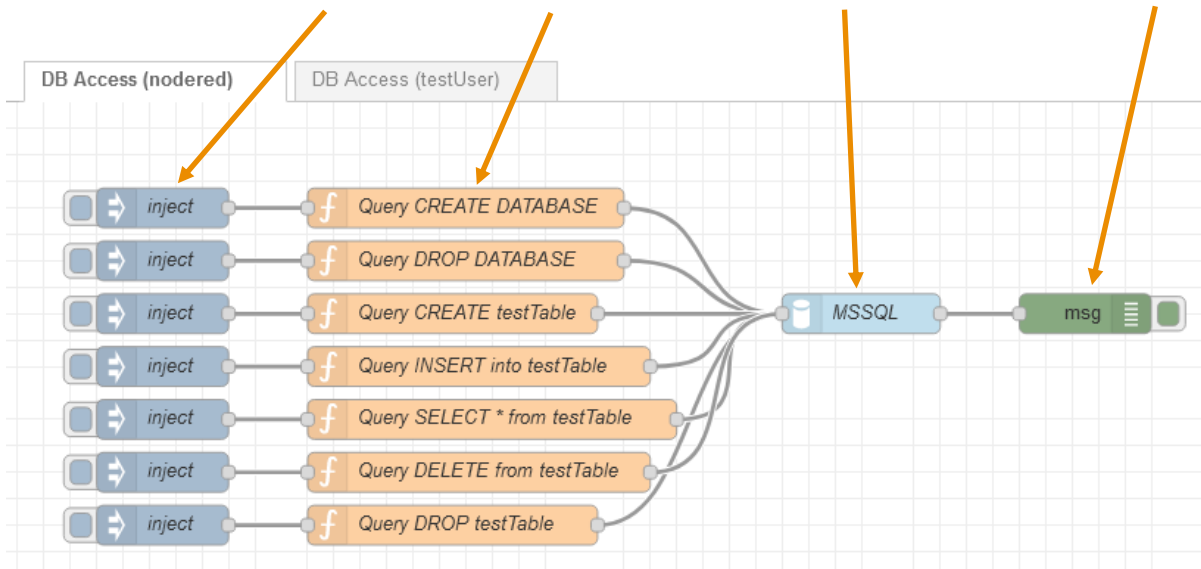 DB Access (nodered) DB Access (testUser)
inject Query CREATE DATABASE
inject Query DROP DATABASE
inject Query CREATE testTable MSSQL msg
inject Query INSERT into testTable
inject Query SELECT * from testTable
inject Query DELETE from testTable
inject Query DROP testTable